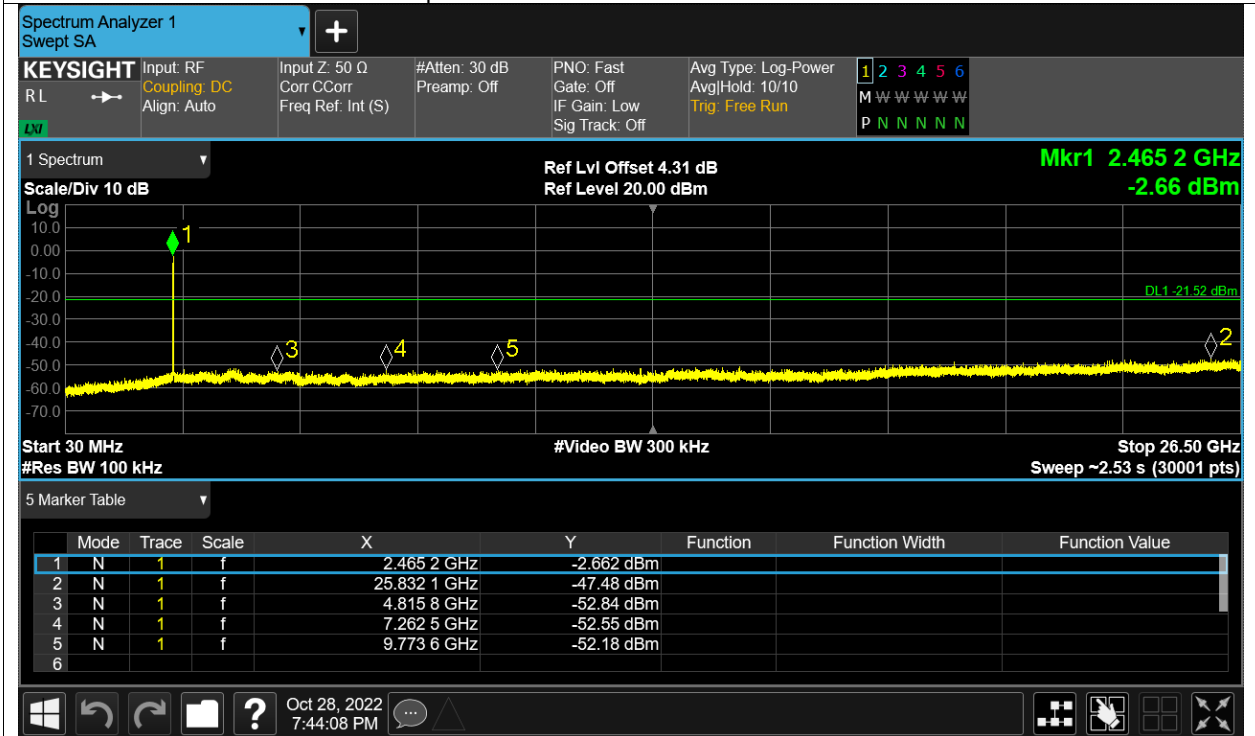 Spectrum Analyzer 1
Swept SA
+
KEYSIGHT
R L
LXI
Input: RF
Coupling: DC
Align: Auto
Input Z: 50 Ω
Corr CCorr
Freq Ref: Int (S)
#Atten: 30 dB
Preamp: Off
PNO: Fast
Gate: Off
IF Gain: Low
Sig Track: Off
Avg Type: Log-Power
Avg|Hold: 10/10
Trig: Free Run
1 2 3 4 5 6
M W W W W W
P N N N N N
1 Spectrum
Scale/Div 10 dB
Ref Lvl Offset 4.31 dB
Ref Level 20.00 dBm
Mkr1 2.465 2 GHz
-2.66 dBm
Log
10.0
0.00
-10.0
-20.0
-30.0
-40.0
-50.0
-60.0
-70.0
1
3
4
5
2
DL1 -21.52 dBm
Start 30 MHz
#Res BW 100 kHz
#Video BW 300 kHz
Stop 26.50 GHz
Sweep ~2.53 s (30001 pts)
5 Marker Table
Mode Trace Scale X Y Function Function Width Function Value
1 N 1 f 2.465 2 GHz -2.662 dBm
2 N 1 f 25.832 1 GHz -47.48 dBm
3 N 1 f 4.815 8 GHz -52.84 dBm
4 N 1 f 7.262 5 GHz -52.55 dBm
5 N 1 f 9.773 6 GHz -52.18 dBm
6
?
Oct 28, 2022
7:44:08 PM